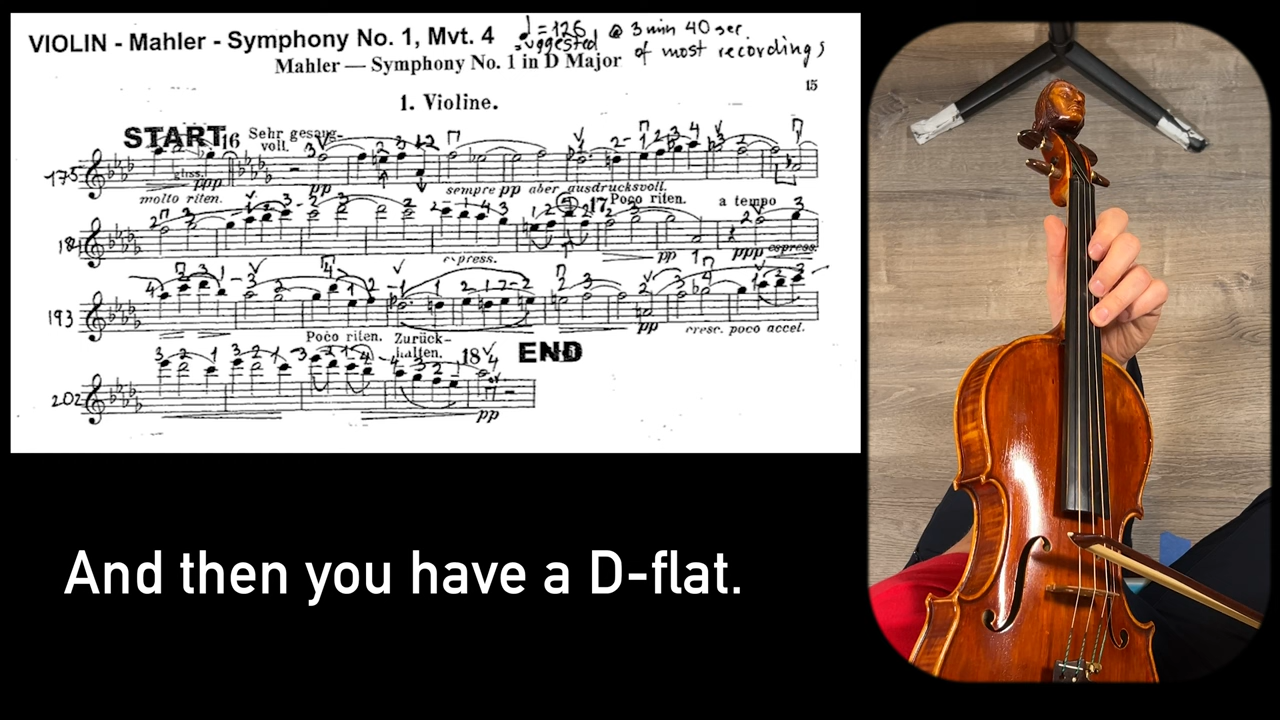 VIOLIN - Mahler - Symphony No. 1, Mvt. 4
♩=126 @ 3 min 40 sec.
suggested of most recordings
Mahler — Symphony No. 1 in D Major
15
1. Violine.
START 16 Sehr gesang-
voll.
175
gliss.
ppp
pp
molto riten.
sempre pp aber ausdrucksvoll.
17 Poco riten. a tempo
184
espress. pp ppp espress.
193
pp cresc. poco accel.
Poco riten. Zurück-
halten. 18 END
202
pp
And then you have a D-flat.